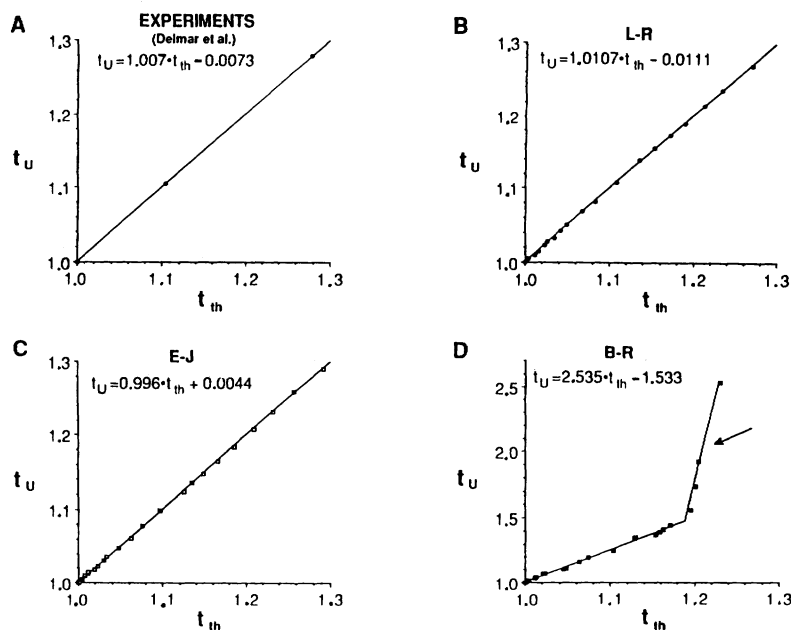 A
EXPERIMENTS
(Delmar et al.)
t_U=1.007•t_th − 0.0073
1.3
1.2
1.1
1.0
t_U
1.0 1.1 1.2 1.3
t_th
B
L-R
t_U=1.0107•t_th − 0.0111
1.3
1.2
1.1
1.0
t_U
1.0 1.1 1.2 1.3
t_th
C
E-J
t_U=0.996•t_th + 0.0044
1.3
1.2
1.1
1.0
t_U
1.0 1.1 1.2 1.3
t_th
D
B-R
t_U=2.535•t_th − 1.533
2.5
2.0
1.5
1.0
t_U
1.0 1.1 1.2 1.3
t_th